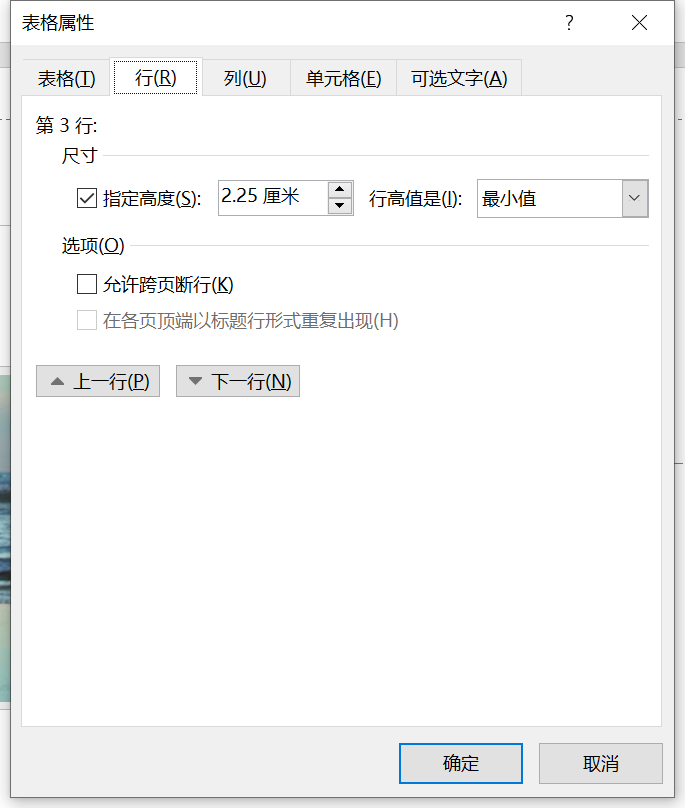 表格属性 ?
表格(T) 行(R) 列(U) 单元格(E) 可选文字(A)
第 3 行:
尺寸
指定高度(S): 2.25 厘米 行高值是(I): 最小值
选项(O)
允许跨页断行(K)
在各页顶端以标题行形式重复出现(H)
上一行(P) 下一行(N)
确定 取消